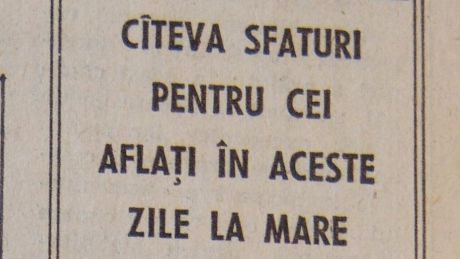 CÎTEVA SFATURI
PENTRU CEI
AFLAȚI ÎN ACESTE
ZILE LA MARE